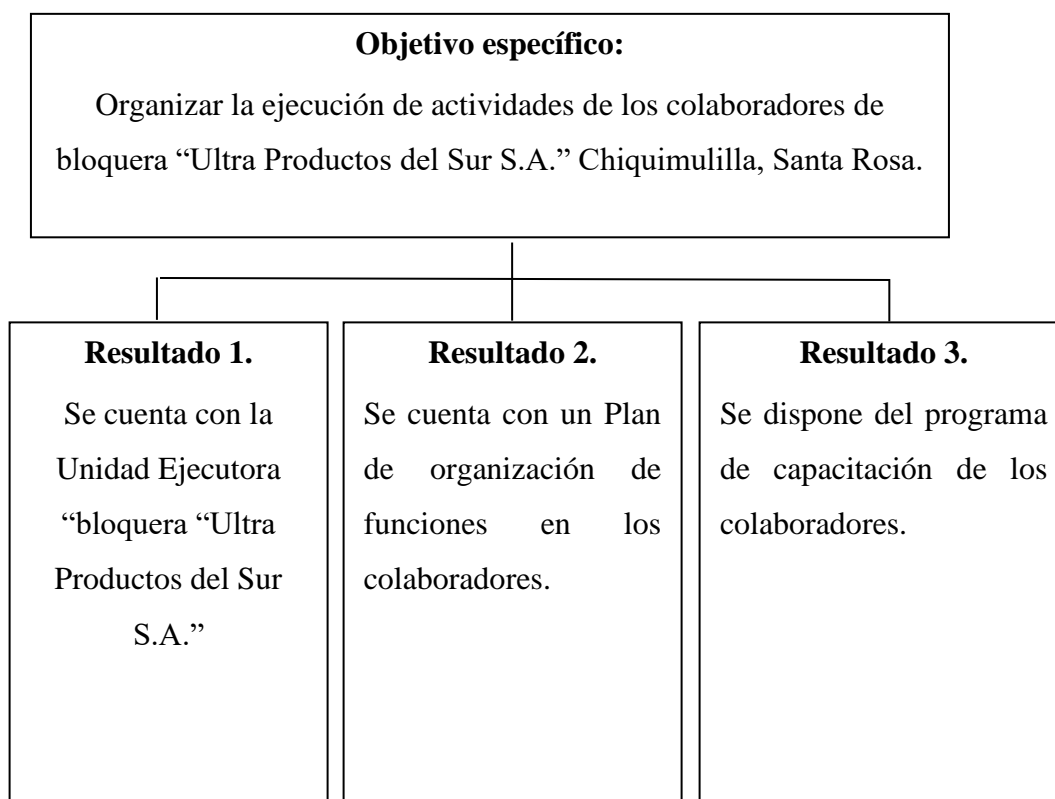 Objetivo específico:
Organizar la ejecución de actividades de los colaboradores de
bloquera “Ultra Productos del Sur S.A.” Chiquimulilla, Santa Rosa.
Resultado 1.
Se cuenta con la
Unidad Ejecutora
“bloquera “Ultra
Productos del Sur
S.A.”
Resultado 2.
Se cuenta con un Plan
de organización de
funciones en los
colaboradores.
Resultado 3.
Se dispone del programa
de capacitación de los
colaboradores.